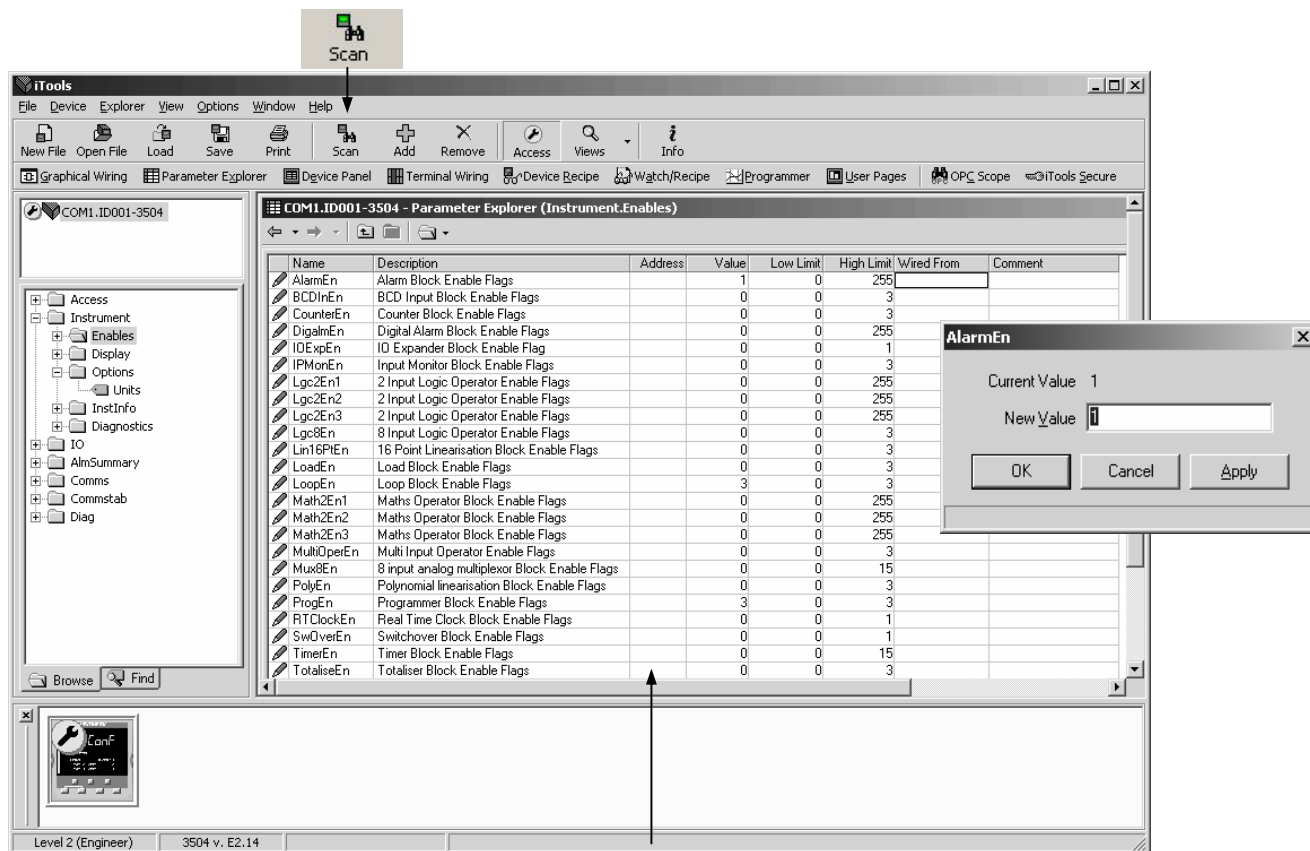 Scan
iTools
File Device Explorer View Options Window Help
New File Open File Load Save Print Scan Add Remove Access Views Info
Graphical Wiring Parameter Explorer Device Panel Terminal Wiring Device Recipe Watch/Recipe Programmer User Pages OPC Scope iTools Secure
COM1.ID001-3504
COM1.ID001-3504 - Parameter Explorer (Instrument.Enables)
Access
Instrument
Enables
Display
Options
Units
InstInfo
Diagnostics
IO
AlmSummary
Comms
Commstab
Diag
Browse Find
Name Description Address Value Low Limit High Limit Wired From Comment
AlarmEn Alarm Block Enable Flags 1 0 255
BCDInEn BCD Input Block Enable Flags 0 0 3
CounterEn Counter Block Enable Flags 0 0 3
DigalmEn Digital Alarm Block Enable Flags 0 0 255
IOExpEn IO Expander Block Enable Flag 0 0 1
IPMonEn Input Monitor Block Enable Flags 0 0 3
Lgc2En1 2 Input Logic Operator Enable Flags 0 0 255
Lgc2En2 2 Input Logic Operator Enable Flags 0 0 255
Lgc2En3 2 Input Logic Operator Enable Flags 0 0 255
Lgc8En 8 Input Logic Operator Enable Flags 0 0 3
Lin16PtEn 16 Point Linearisation Block Enable Flags 0 0 3
LoadEn Load Block Enable Flags 0 0 3
LoopEn Loop Block Enable Flags 3 0 3
Math2En1 Maths Operator Block Enable Flags 0 0 255
Math2En2 Maths Operator Block Enable Flags 0 0 255
Math2En3 Maths Operator Block Enable Flags 0 0 255
MultiOperEn Multi Input Operator Enable Flags 0 0 3
Mux8En 8 input analog multiplexor Block Enable Flags 0 0 15
PolyEn Polynomial linearisation Block Enable Flags 0 0 3
ProgEn Programmer Block Enable Flags 3 0 3
RTClockEn Real Time Clock Block Enable Flags 0 0 1
SwOverEn Switchover Block Enable Flags 0 0 1
TimerEn Timer Block Enable Flags 0 0 15
TotaliseEn Totaliser Block Enable Flags 0 0 3
AlarmEn
Current Value 1
New Value 1
OK Cancel Apply
ConF
Level 2 (Engineer) 3504 v. E2.14